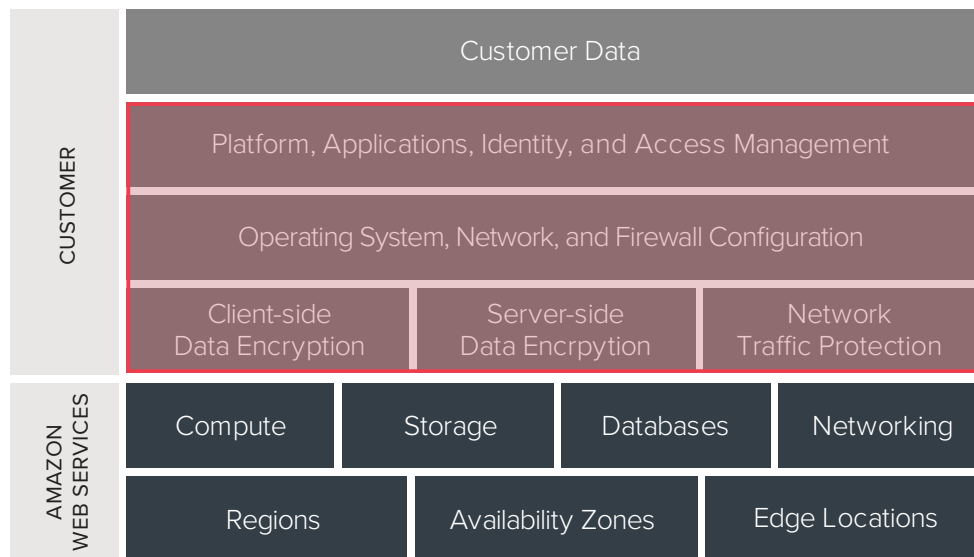 CUSTOMER
Customer Data
Platform, Applications, Identity, and Access Management
Operating System, Network, and Firewall Configuration
Client-side
Data Encryption
Server-side
Data Encrpytion
Network
Traffic Protection
AMAZON
WEB SERVICES
Compute
Storage
Databases
Networking
Regions
Availability Zones
Edge Locations